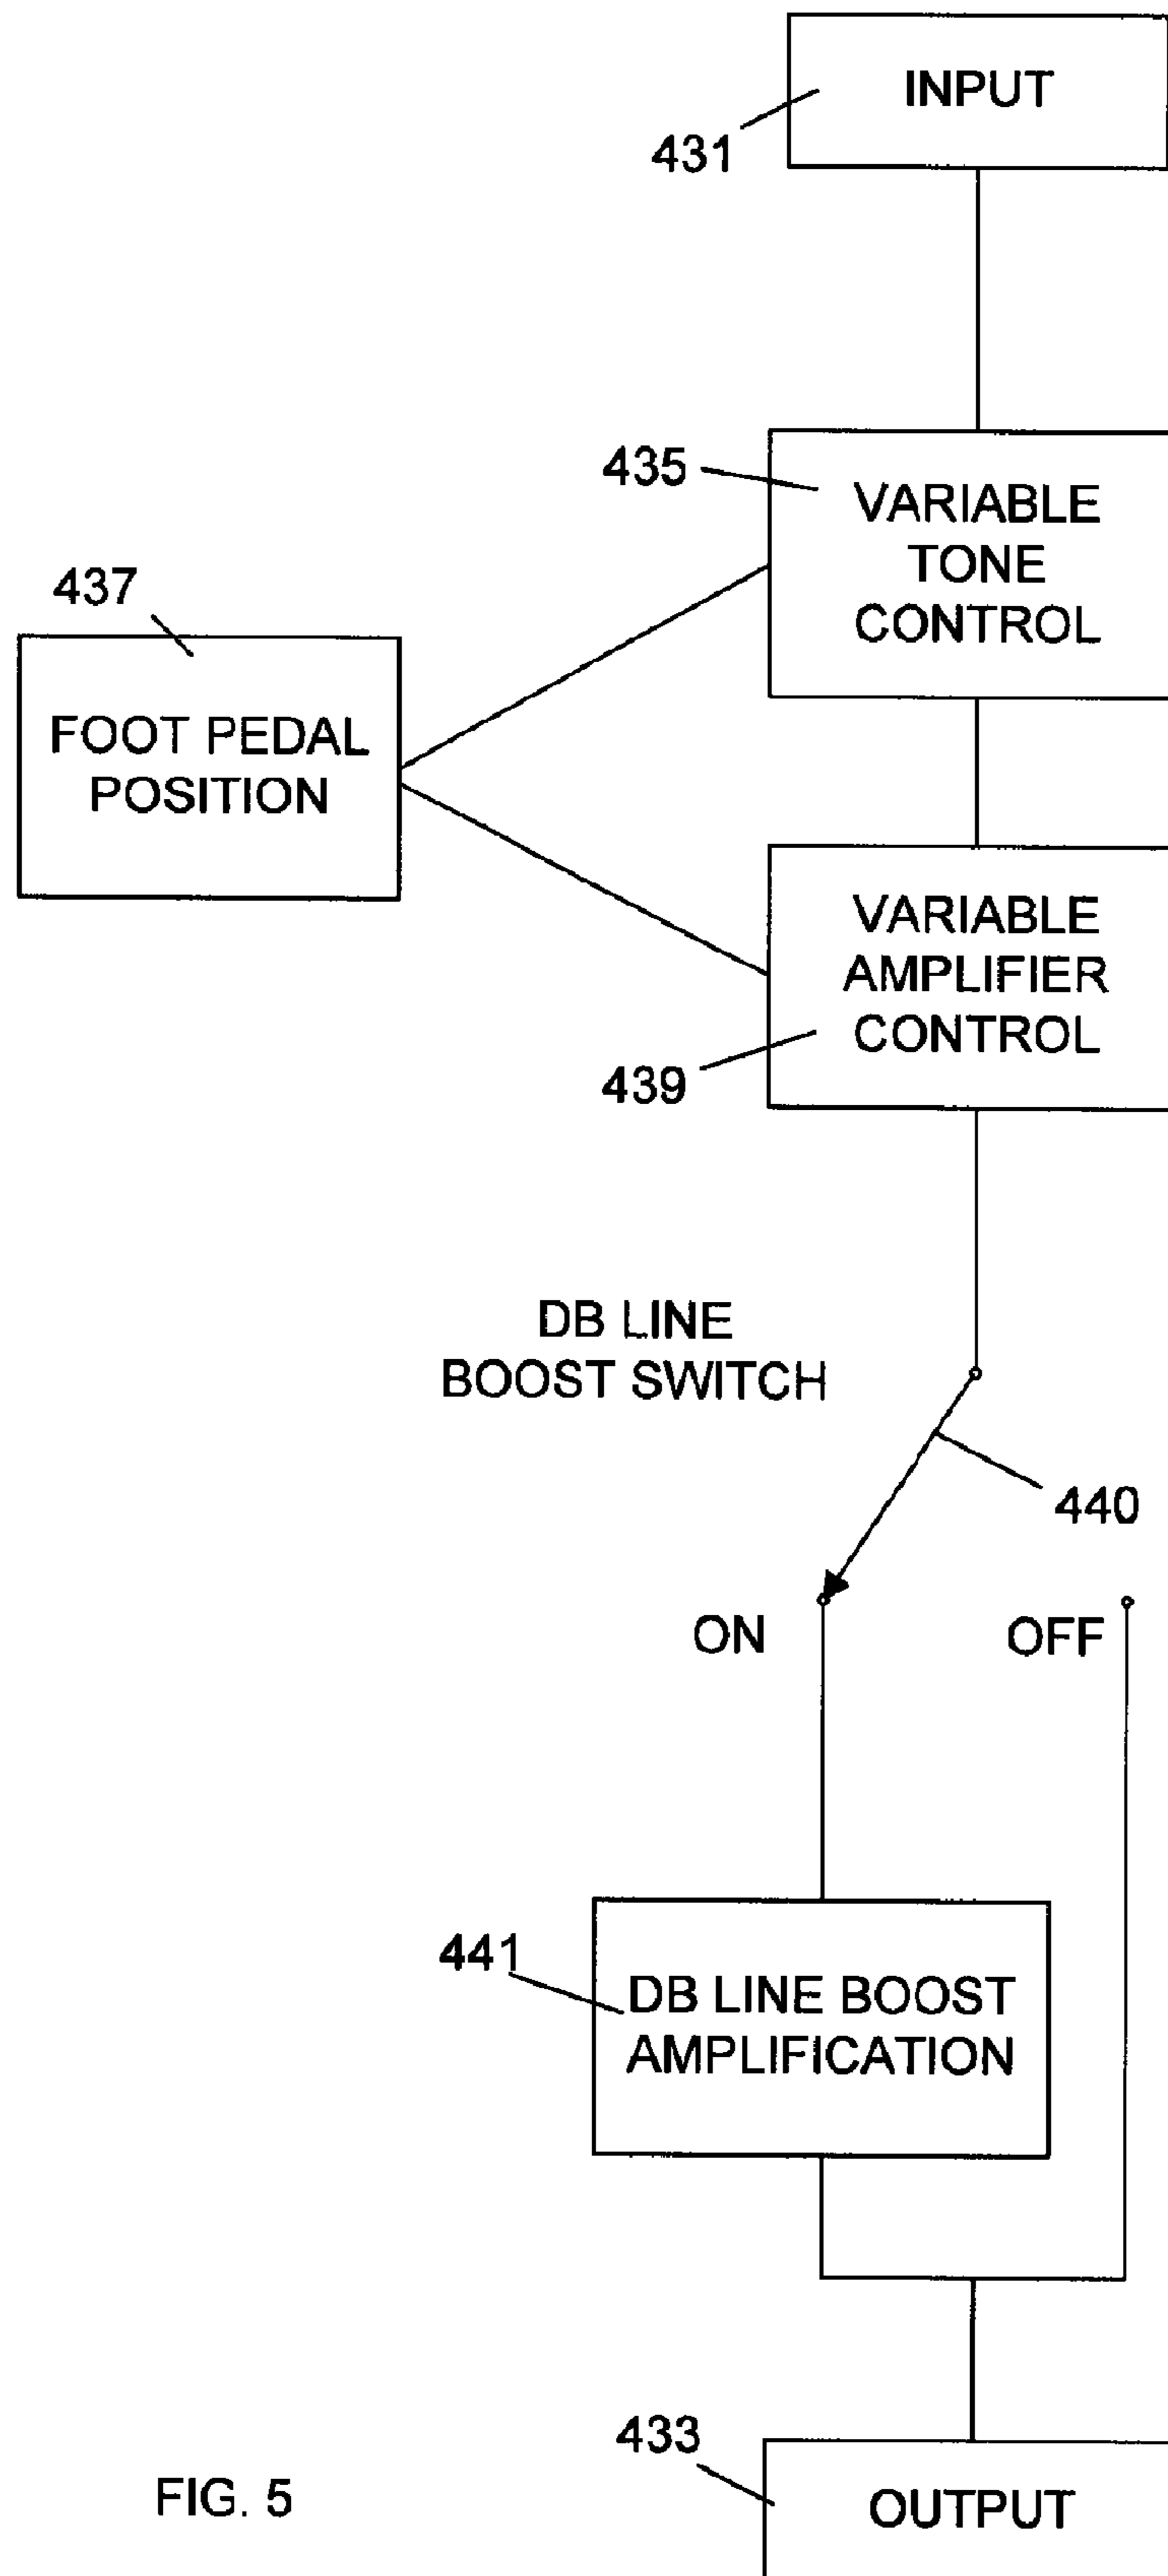 INPUT
431
435
VARIABLE
TONE
CONTROL
437
FOOT PEDAL
POSITION
VARIABLE
AMPLIFIER
CONTROL
439
DB LINE
BOOST SWITCH
440
ON
OFF
441
DB LINE BOOST
AMPLIFICATION
433
OUTPUT
FIG. 5